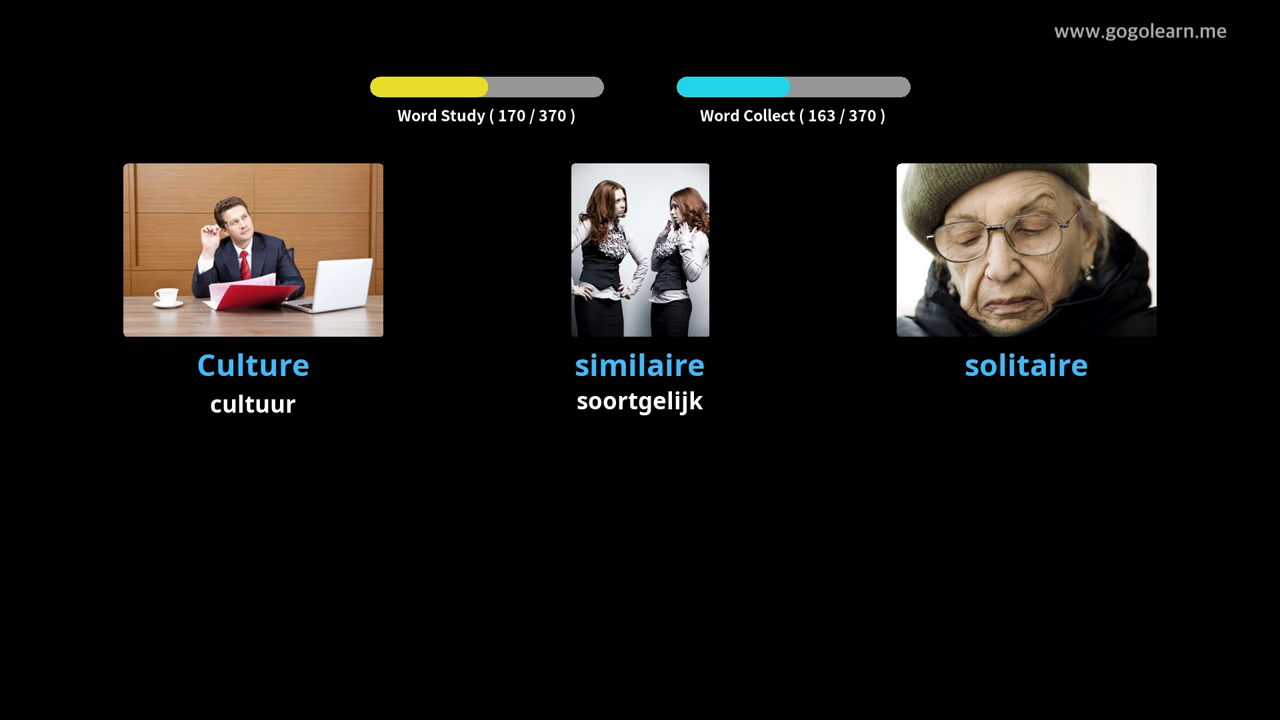 www.gogolearn.me
Word Study ( 170 / 370 )
Word Collect ( 163 / 370 )
Culture
similaire
solitaire
cultuur
soortgelijk